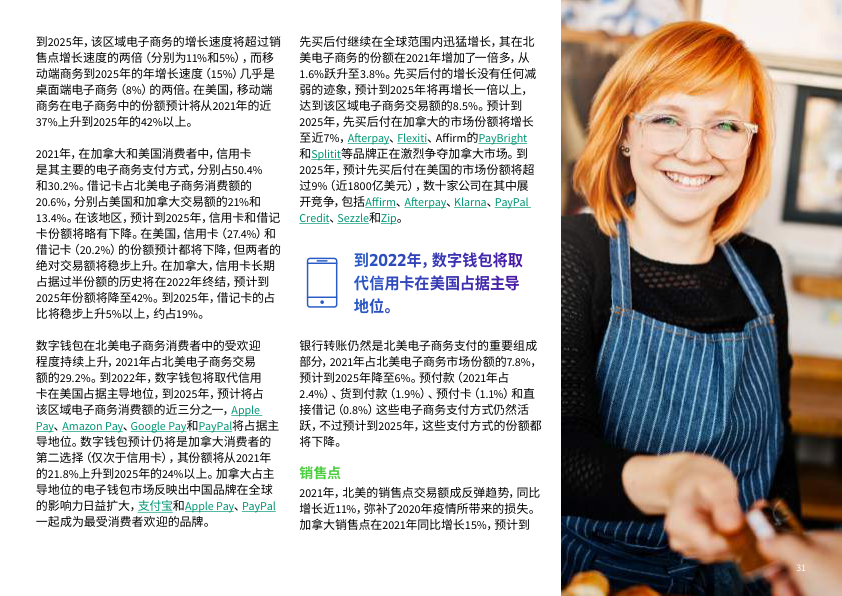 到2025年，该区域电子商务的增长速度将超过销
售点增长速度的两倍（分别为11%和5%），而移
动端商务到2025年的年增长速度（15%）几乎是
桌面端电子商务（8%）的两倍。在美国，移动端
商务在电子商务中的份额预计将从2021年的近
37%上升到2025年的42%以上。
2021年，在加拿大和美国消费者中，信用卡
是其主要的电子商务支付方式，分别占50.4%
和30.2%。借记卡占北美电子商务消费额的
20.6%，分别占美国和加拿大交易额的21%和
13.4%。在该地区，预计到2025年，信用卡和借记
卡份额将略有下降。在美国，信用卡（27.4%）和
借记卡（20.2%）的份额预计都将下降，但两者的
绝对交易额将稳步上升。在加拿大，信用卡长期
占据过半份额的历史将在2022年终结，预计到
2025年份额将降至42%。到2025年，借记卡的占
比将稳步上升5%以上，约占19%。
数字钱包在北美电子商务消费者中的受欢迎
程度持续上升，2021年占北美电子商务交易
额的29.2%。到2022年，数字钱包将取代信用
卡在美国占据主导地位，到2025年，预计将占
该区域电子商务消费额的近三分之一，Apple
Pay、Amazon Pay、Google Pay和PayPal将占据主
导地位。数字钱包预计仍将是加拿大消费者的
第二选择（仅次于信用卡），其份额将从2021年
的21.8%上升到2025年的24%以上。加拿大占主
导地位的电子钱包市场反映出中国品牌在全球
的影响力日益扩大，支付宝和Apple Pay、PayPal
一起成为最受消费者欢迎的品牌。
先买后付继续在全球范围内迅猛增长，其在北
美电子商务的份额在2021年增加了一倍多，从
1.6%跃升至3.8%。先买后付的增长没有任何减
弱的迹象，预计到2025年将再增长一倍以上，
达到该区域电子商务交易额的8.5%。预计到
2025年，先买后付在加拿大的市场份额将增长
至近7%，Afterpay、Flexiti、Affirm的PayBright
和Splitit等品牌正在激烈争夺加拿大市场。到
2025年，预计先买后付在美国的市场份额将超
过9%（近1800亿美元），数十家公司在其中展
开竞争，包括Affirm、Afterpay、Klarna、PayPal
Credit、Sezzle和Zip。
到2022年，数字钱包将取
代信用卡在美国占据主导
地位。
银行转账仍然是北美电子商务支付的重要组成
部分，2021年占北美电子商务市场份额的7.8%，
预计到2025年降至6%。预付款（2021年占
2.4%）、货到付款（1.9%）、预付卡（1.1%）和直
接借记（0.8%）这些电子商务支付方式仍然活
跃，不过预计到2025年，这些支付方式的份额都
将下降。
销售点
2021年，北美的销售点交易额成反弹趋势，同比
增长近11%，弥补了2020年疫情所带来的损失。
加拿大销售点在2021年同比增长15%，预计到
31